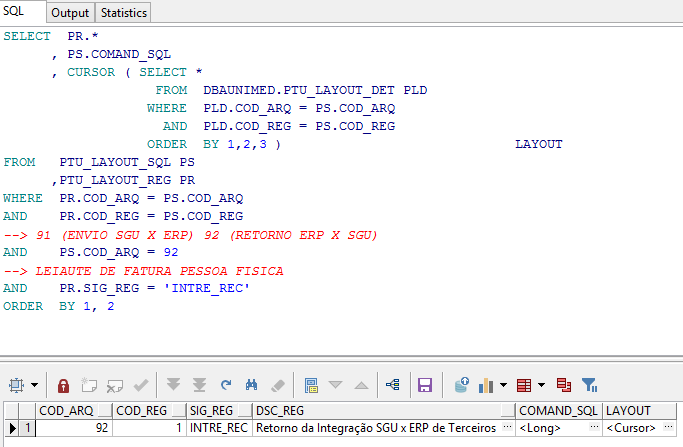 SQL Output Statistics
SELECT PR.*
, PS.COMAND_SQL
, CURSOR ( SELECT *
FROM DBAUNIMED.PTU_LAYOUT_DET PLD
WHERE PLD.COD_ARQ = PS.COD_ARQ
AND PLD.COD_REG = PS.COD_REG
ORDER BY 1,2,3 ) LAYOUT
FROM PTU_LAYOUT_SQL PS
,PTU_LAYOUT_REG PR
WHERE PR.COD_ARQ = PS.COD_ARQ
AND PR.COD_REG = PS.COD_REG
--> 91 (ENVIO SGU X ERP) 92 (RETORNO ERP X SGU)
AND PS.COD_ARQ = 92
--> LEIAUTE DE FATURA PESSOA FISICA
AND PR.SIG_REG = 'INTRE_REC'
ORDER BY 1, 2
COD_ARQ COD_REG SIG_REG DSC_REG COMAND_SQL LAYOUT
1 92 1 INTRE_REC Retorno da Integração SGU x ERP de Terceiros ... <Long> ... <Cursor> ...